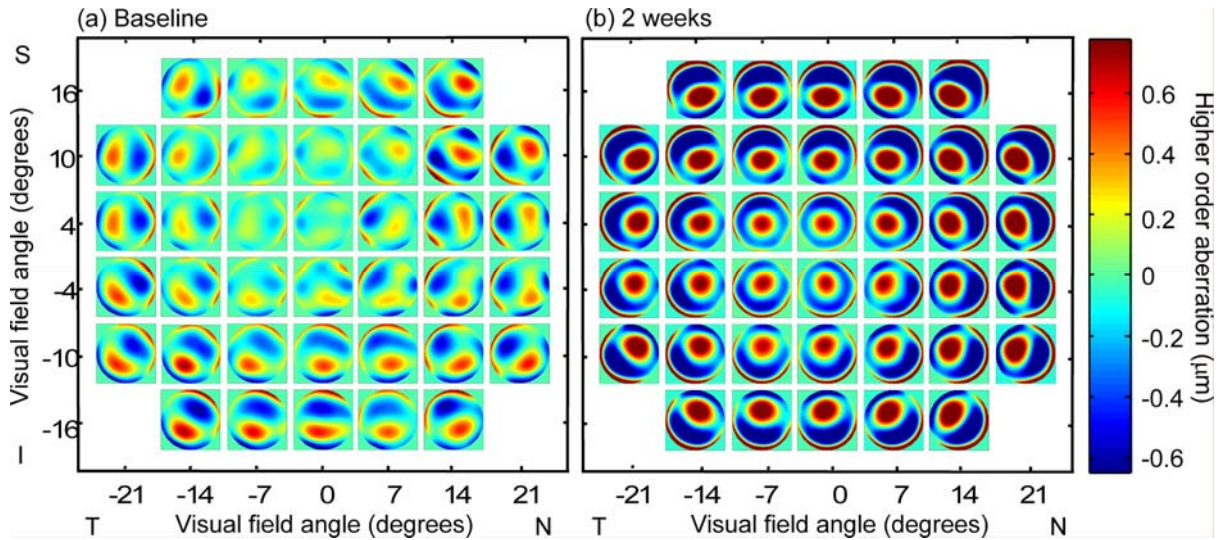 (a) Baseline
(b) 2 weeks
S
16
10
4
-4
-10
-16
I
Visual field angle (degrees)
-21 -14 -7 0 7 14 21
T Visual field angle (degrees) N
-21 -14 -7 0 7 14 21
T Visual field angle (degrees) N
0.6
0.4
0.2
0
-0.2
-0.4
-0.6
Higher order aberration (μm)